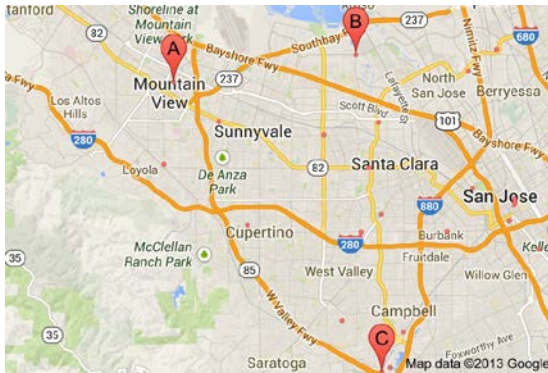 Shoreline at
Mountain
View Park
Stanford
82
A
B
237
Southbay Fwy
Bayshore Fwy
Nimitz Fwy
680
Mountain
View
237
North
San Jose
Berryessa
Los Altos
Hills
Lafayette St
Scott Blvd
101
Bayshore Fwy
280
Sunnyvale
Loyola
De Anza
Park
82
Santa Clara
San Jose
880
Cupertino
280
Burbank
Fruitdale
McClellan
Ranch Park
35
85
West Valley
Willow Glen
W Valley Fwy
Campbell
35
C
Foxworthy Ave
Saratoga
Map data ©2013 Google